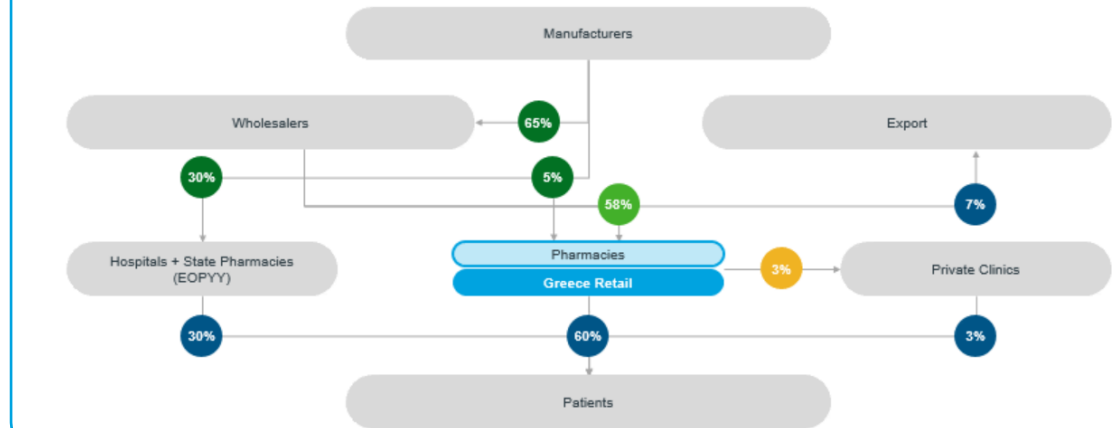 Manufacturers
Wholesalers
65%
Export
30%
5%
58%
7%
Hospitals + State Pharmacies
(EOPYY)
Pharmacies
Greece Retail
3%
Private Clinics
30%
60%
3%
Patients